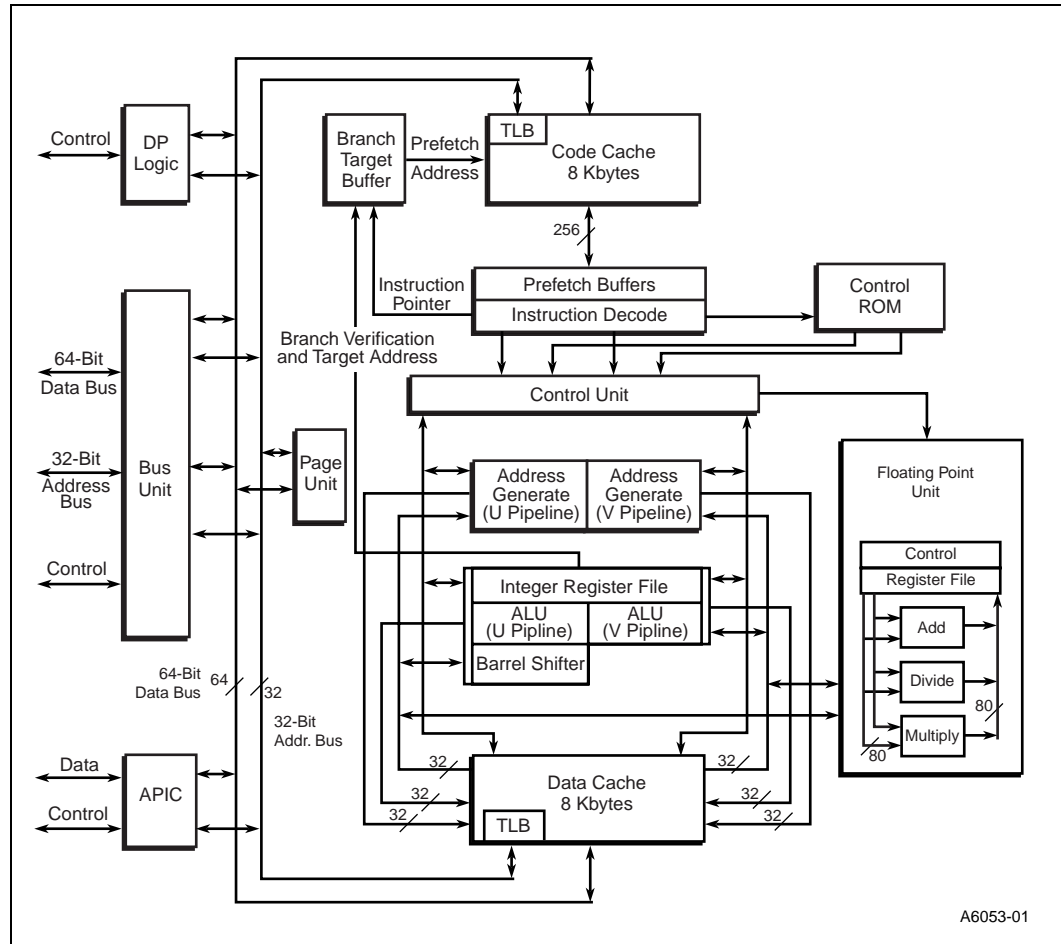 Control
DP
Logic
Branch
Target
Buffer
Prefetch
Address
TLB
Code Cache
8 Kbytes
256
Instruction
Pointer
Prefetch Buffers
Instruction Decode
Control
ROM
Branch Verification
and Target Address
64-Bit
Data Bus
32-Bit
Address
Bus
Control
Bus
Unit
Page
Unit
Control Unit
Address
Generate
(U Pipeline)
Address
Generate
(V Pipeline)
Floating Point
Unit
Control
Register File
Add
Divide
Multiply
80
80
Integer Register File
ALU
(U Pipline)
ALU
(V Pipline)
Barrel Shifter
64-Bit
Data Bus
64
32
32-Bit
Addr. Bus
Data
Control
APIC
32
32
32
Data Cache
8 Kbytes
TLB
32
32
32
A6053-01